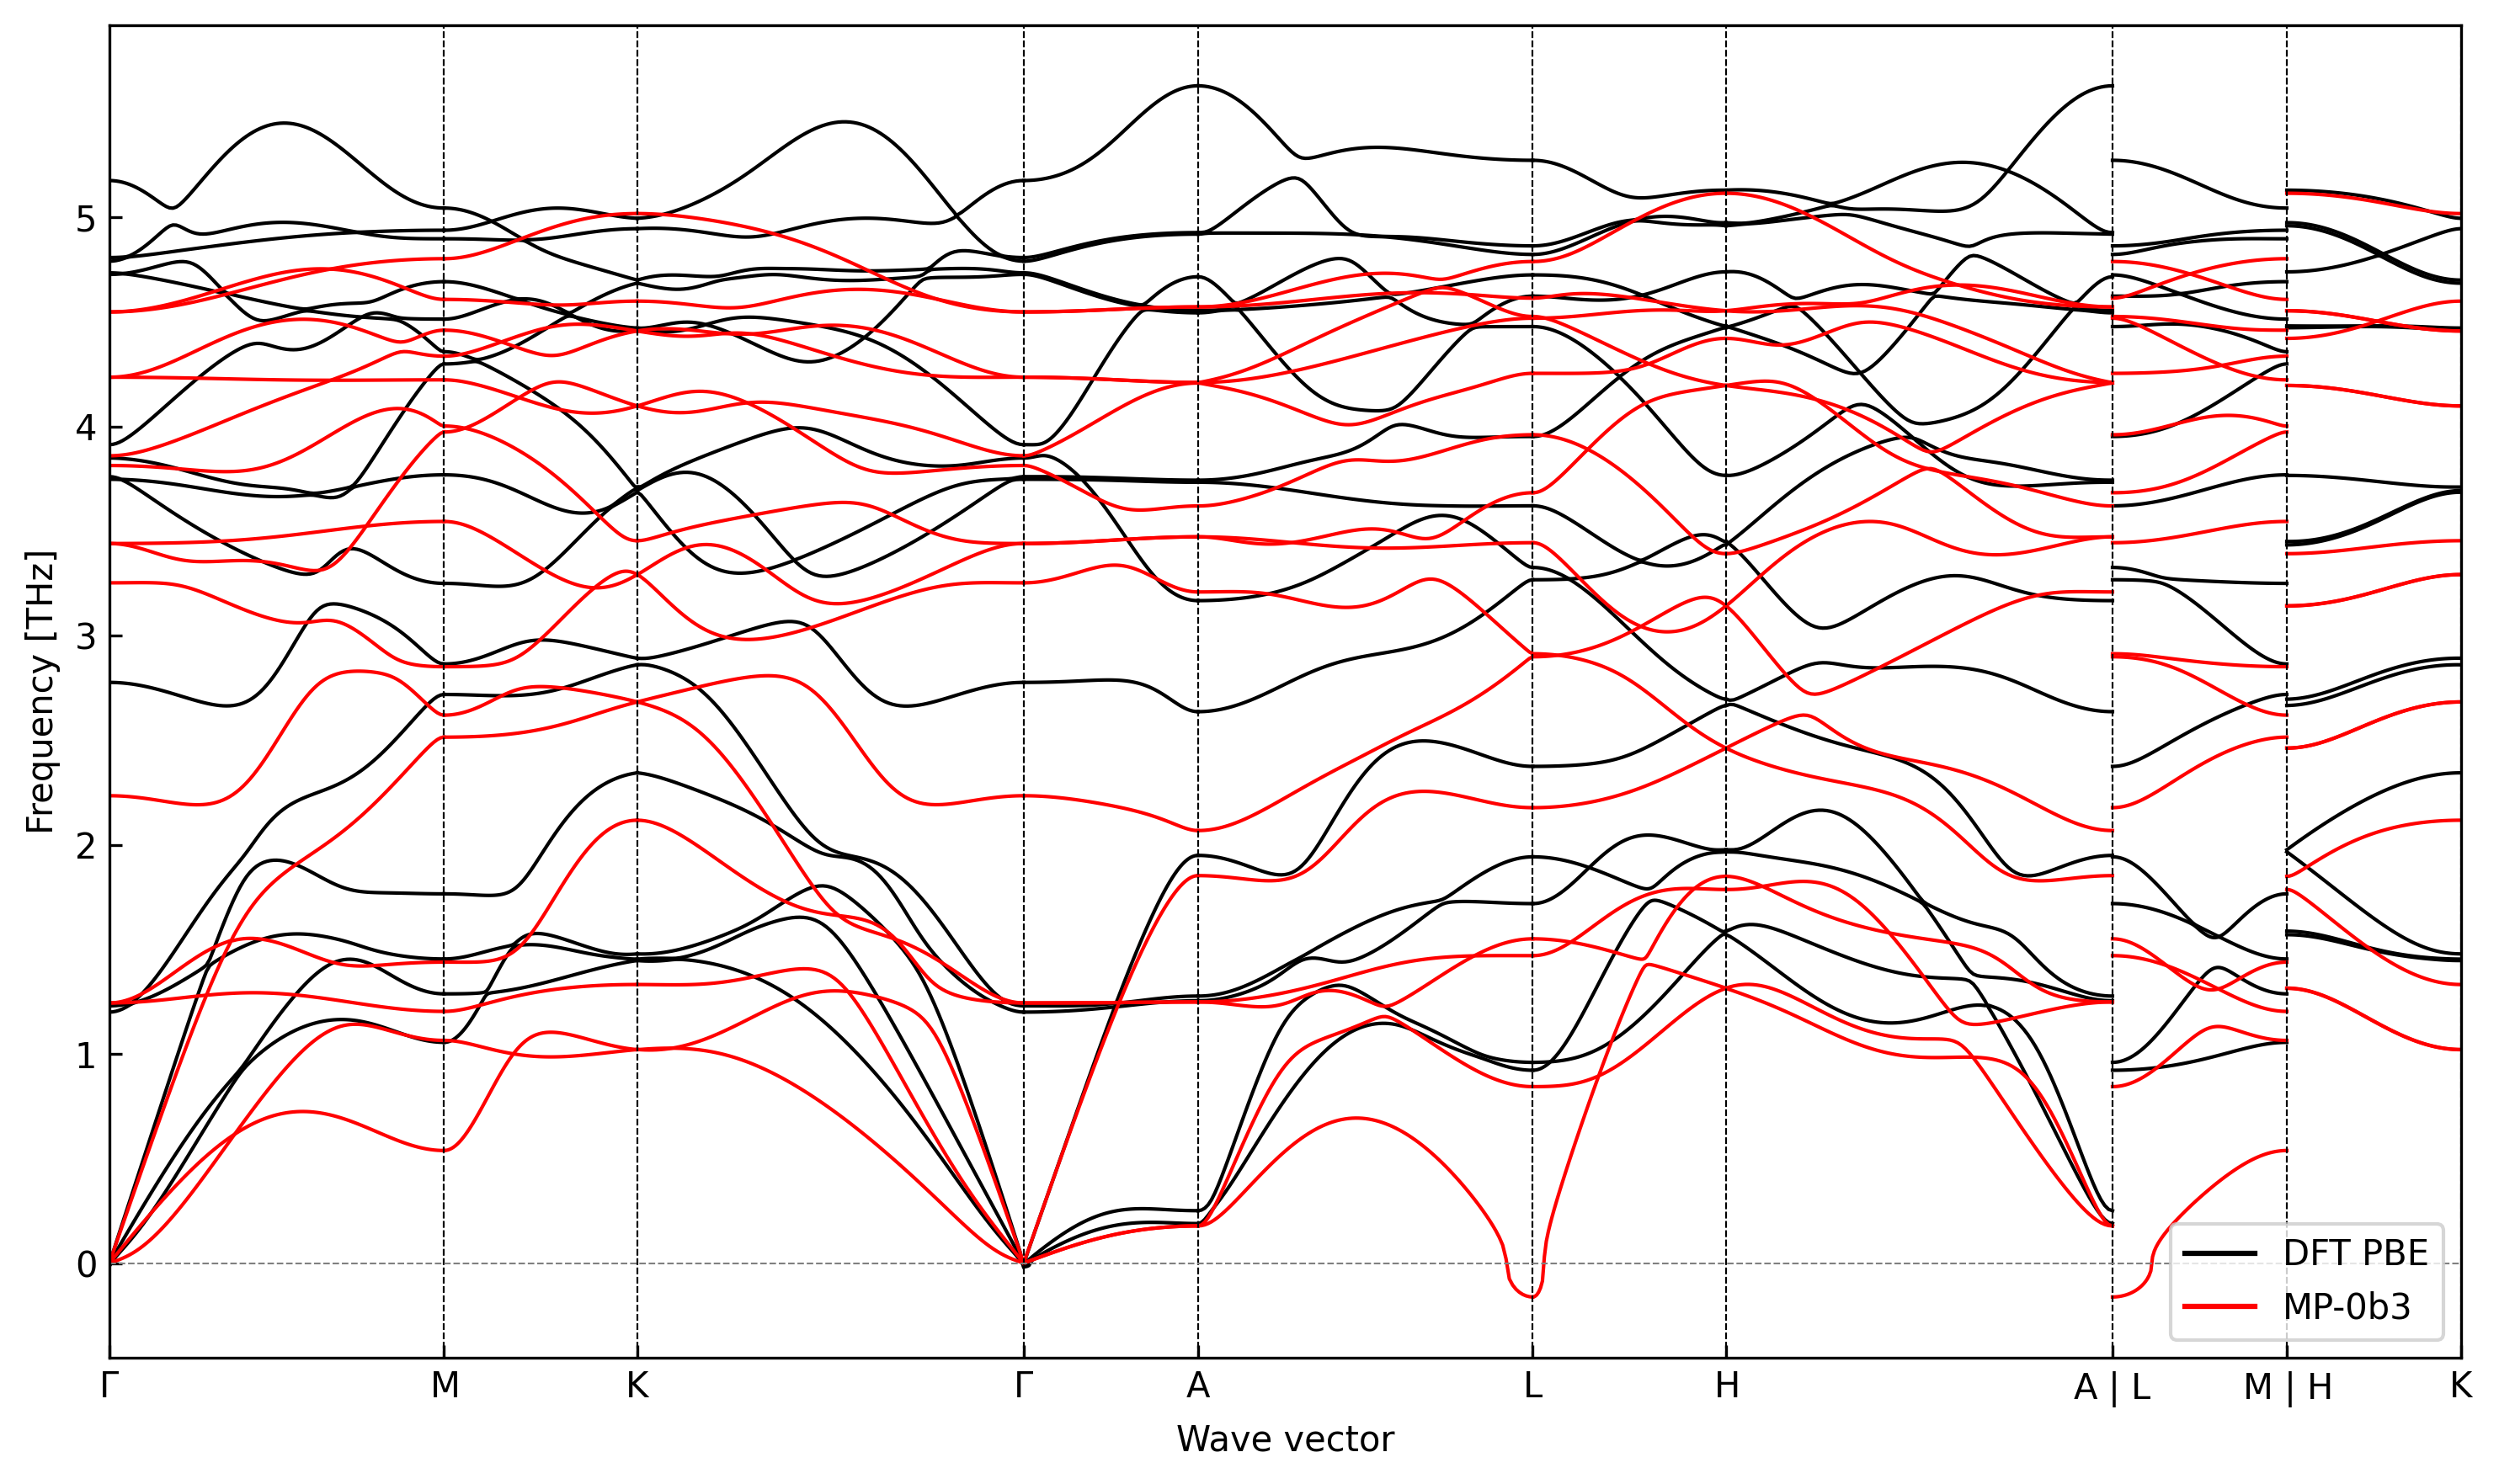 Frequency [THz]
5
4
3
2
1
0
DFT PBE
MP-0b3
Γ M K Γ A L H A | L M | H K
Wave vector